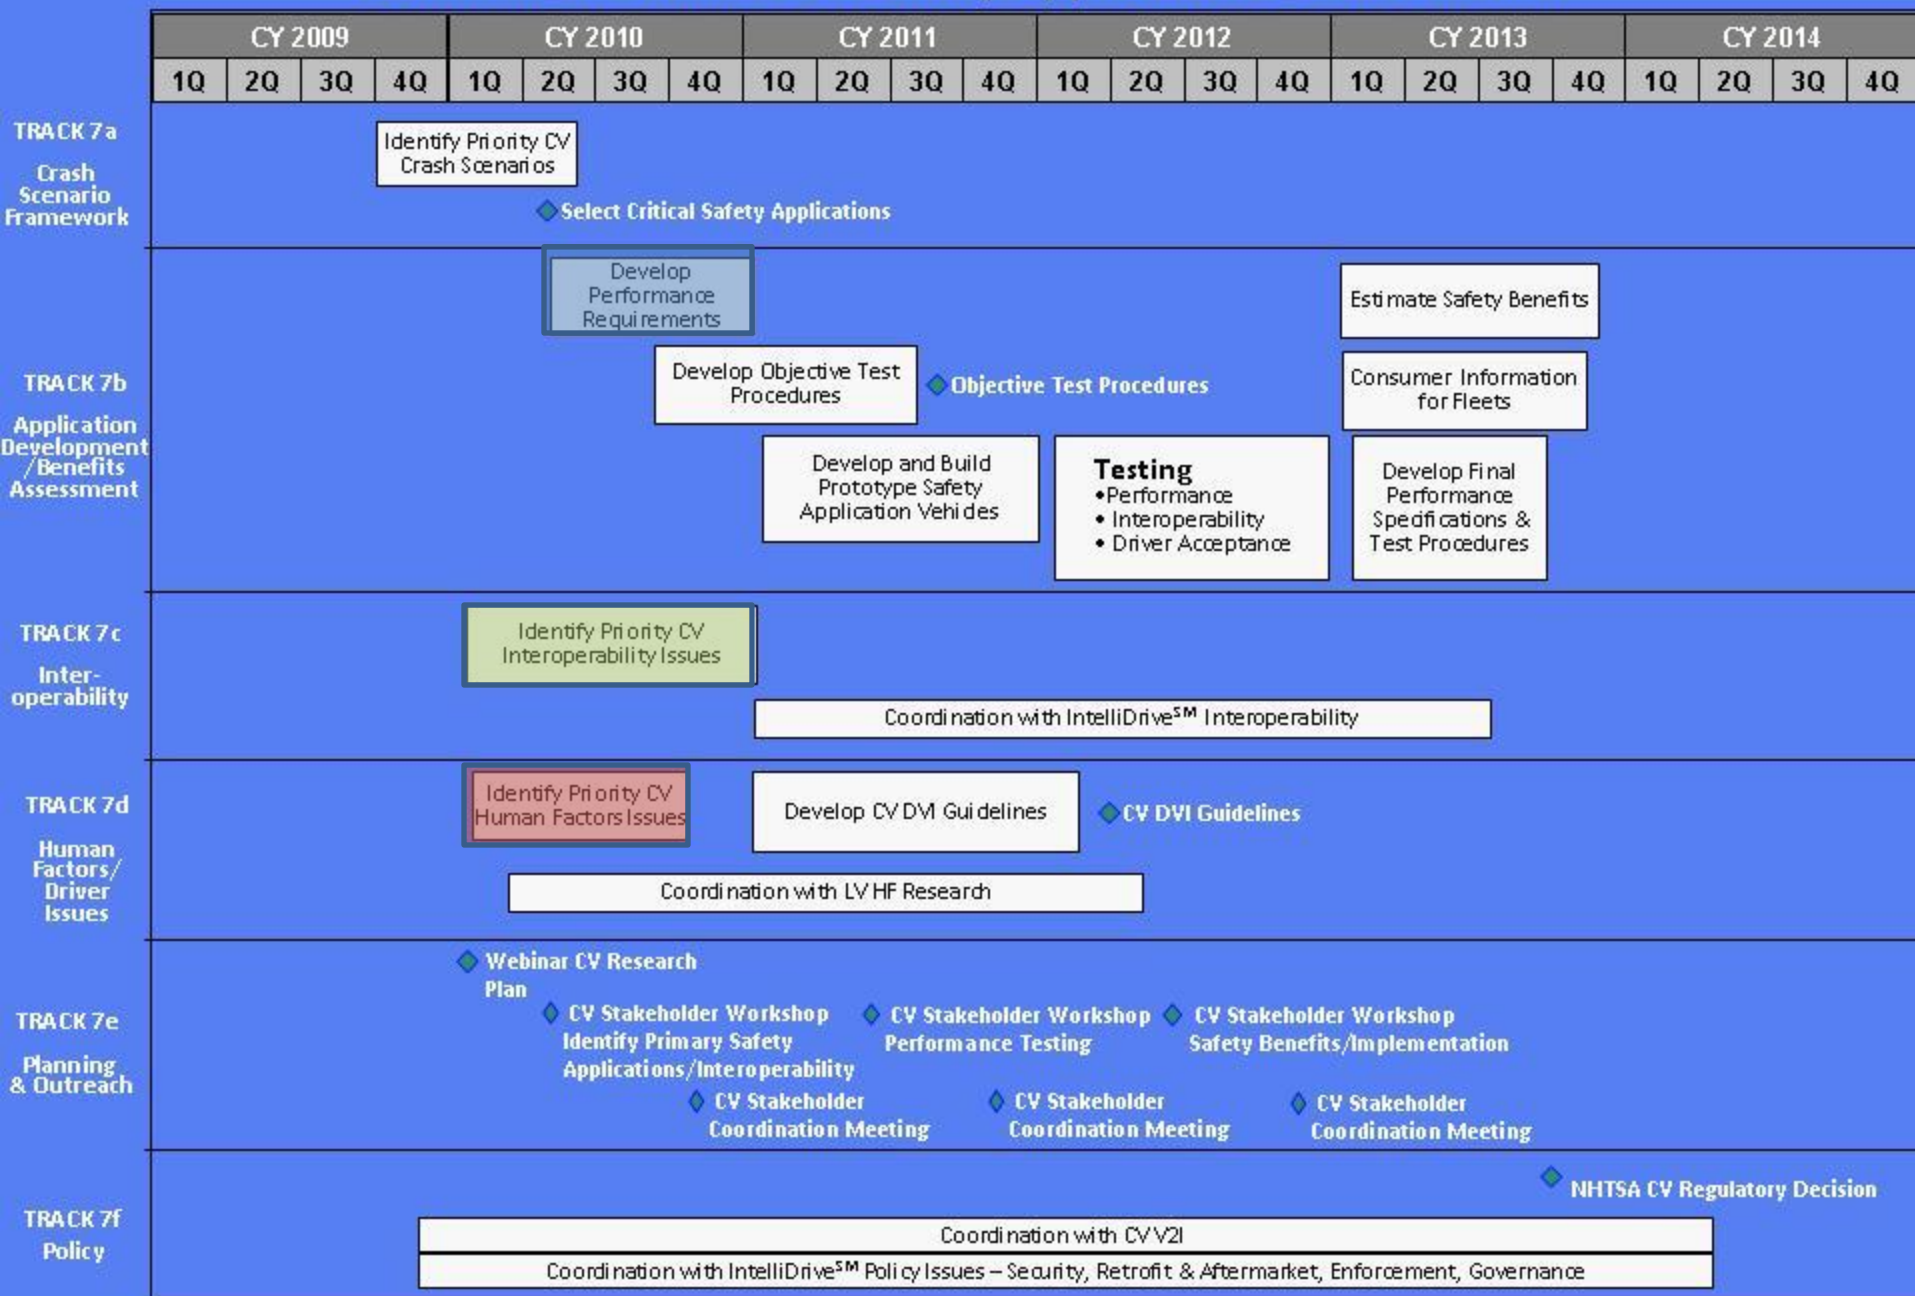 CY 2009 CY 2010 CY 2011 CY 2012 CY 2013 CY 2014
1Q 2Q 3Q 4Q 1Q 2Q 3Q 4Q 1Q 2Q 3Q 4Q 1Q 2Q 3Q 4Q 1Q 2Q 3Q 4Q 1Q 2Q 3Q 4Q
TRACK 7a
Crash
Scenario
Framework
Identify Priority CV
Crash Scenarios
Select Critical Safety Applications
TRACK 7b
Application
Development
/Benefits
Assessment
Develop
Performance
Requirements
Estimate Safety Benefits
Develop Objective Test
Procedures
Objective Test Procedures
Consumer Information
for Fleets
Develop and Build
Prototype Safety
Application Vehicles
Testing
•Performance
• Interoperability
• Driver Acceptance
Develop Final
Performance
Specifications &
Test Procedures
TRACK 7c
Inter-
operability
Identify Priority CV
Interoperability Issues
Coordination with IntelliDrive℠ Interoperability
TRACK 7d
Human
Factors/
Driver
Issues
Identify Priority CV
Human Factors Issues
Develop CV DVI Guidelines
CV DVI Guidelines
Coordination with LV HF Research
TRACK 7e
Planning
& Outreach
Webinar CV Research
Plan
CV Stakeholder Workshop
Identify Primary Safety
Applications/Interoperability
CV Stakeholder Workshop
Performance Testing
CV Stakeholder Workshop
Safety Benefits/Implementation
CV Stakeholder
Coordination Meeting
CV Stakeholder
Coordination Meeting
CV Stakeholder
Coordination Meeting
TRACK 7f
Policy
NHTSA CV Regulatory Decision
Coordination with CV V2I
Coordination with IntelliDrive℠ Policy Issues – Security, Retrofit & Aftermarket, Enforcement, Governance